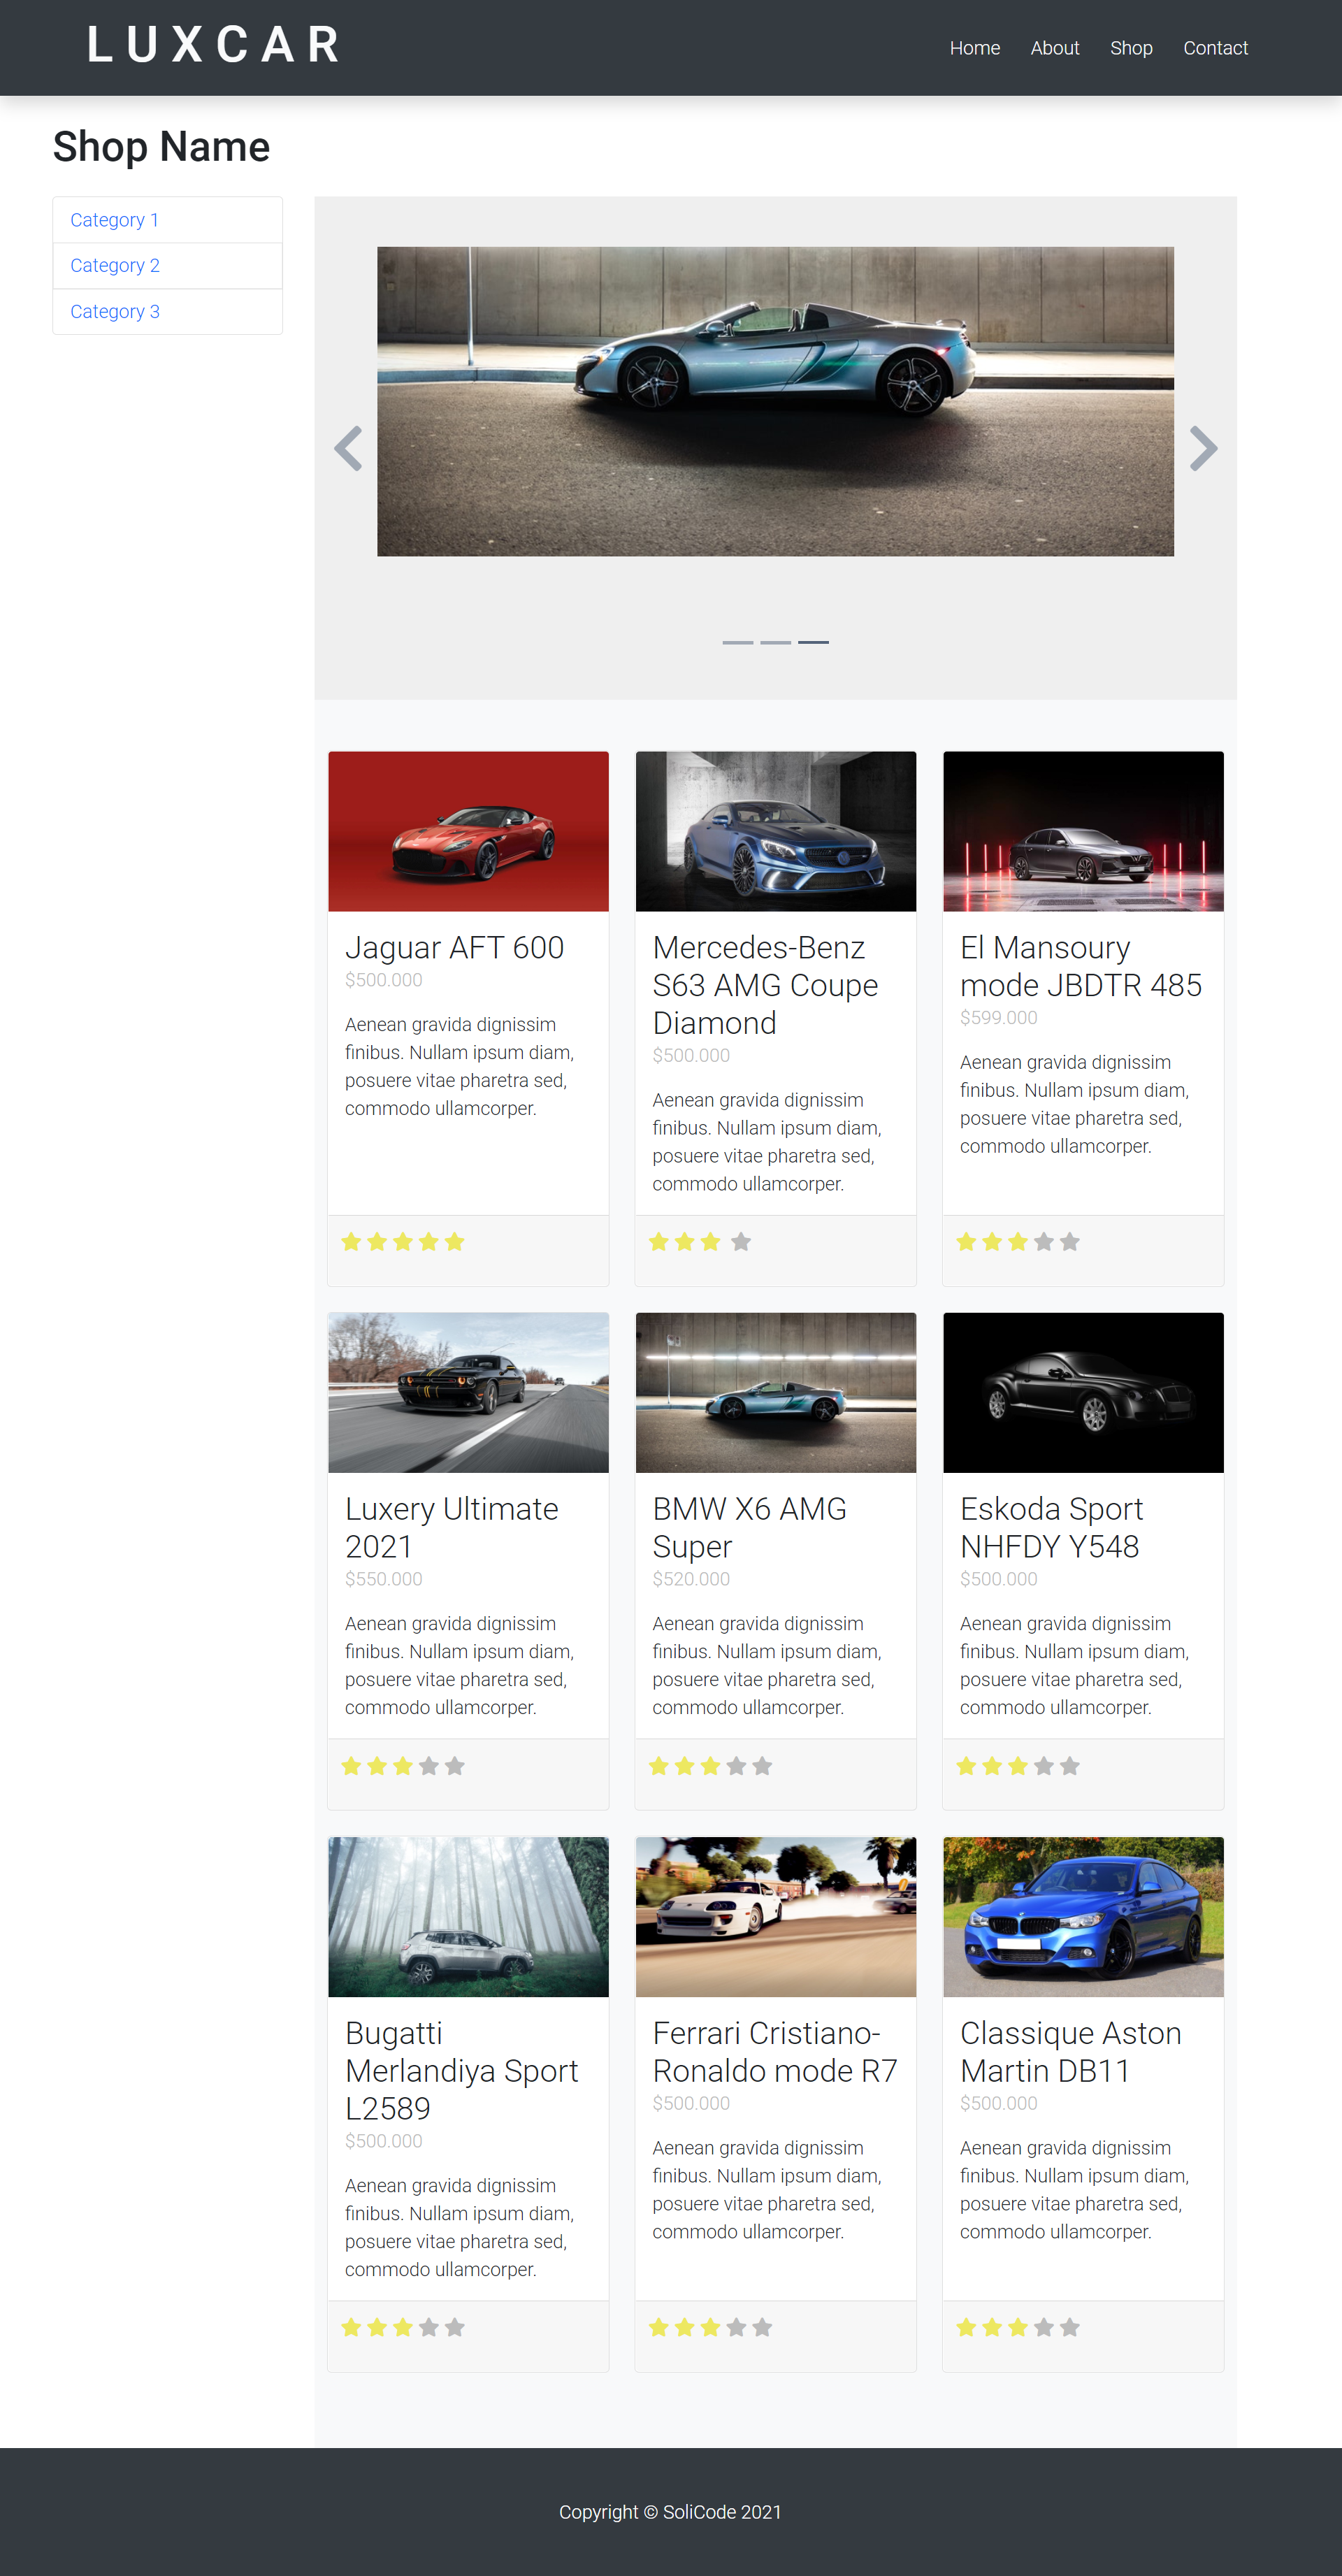 LUXCAR
Home About Shop Contact
Shop Name
Category 1
Category 2
Category 3
Jaguar AFT 600
$500.000
Aenean gravida dignissim
finibus. Nullam ipsum diam,
posuere vitae pharetra sed,
commodo ullamcorper.
Mercedes-Benz
S63 AMG Coupe
Diamond
$500.000
Aenean gravida dignissim
finibus. Nullam ipsum diam,
posuere vitae pharetra sed,
commodo ullamcorper.
El Mansoury
mode JBDTR 485
$599.000
Aenean gravida dignissim
finibus. Nullam ipsum diam,
posuere vitae pharetra sed,
commodo ullamcorper.
Luxery Ultimate
2021
$550.000
Aenean gravida dignissim
finibus. Nullam ipsum diam,
posuere vitae pharetra sed,
commodo ullamcorper.
BMW X6 AMG
Super
$520.000
Aenean gravida dignissim
finibus. Nullam ipsum diam,
posuere vitae pharetra sed,
commodo ullamcorper.
Eskoda Sport
NHFDY Y548
$500.000
Aenean gravida dignissim
finibus. Nullam ipsum diam,
posuere vitae pharetra sed,
commodo ullamcorper.
Bugatti
Merlandiya Sport
L2589
$500.000
Aenean gravida dignissim
finibus. Nullam ipsum diam,
posuere vitae pharetra sed,
commodo ullamcorper.
Ferrari Cristiano-
Ronaldo mode R7
$500.000
Aenean gravida dignissim
finibus. Nullam ipsum diam,
posuere vitae pharetra sed,
commodo ullamcorper.
Classique Aston
Martin DB11
$500.000
Aenean gravida dignissim
finibus. Nullam ipsum diam,
posuere vitae pharetra sed,
commodo ullamcorper.
Copyright © SoliCode 2021